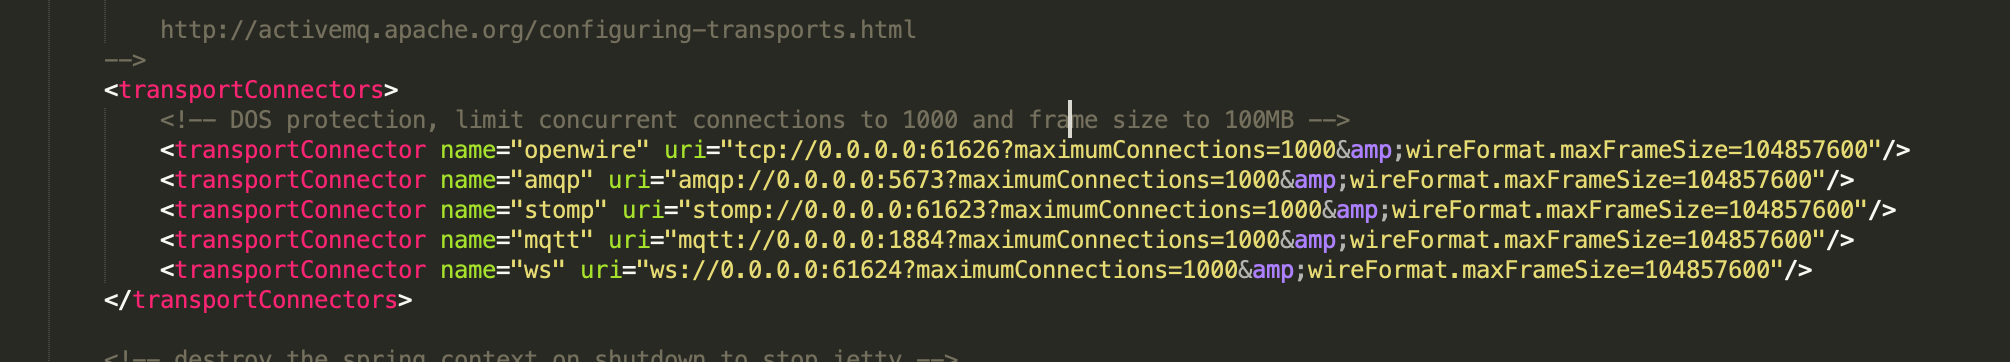 http://activemq.apache.org/configuring-transports.html
-->
<transportConnectors>
<!-- DOS protection, limit concurrent connections to 1000 and frame size to 100MB -->
<transportConnector name="openwire" uri="tcp://0.0.0.0:61626?maximumConnections=1000&amp;wireFormat.maxFrameSize=104857600"/>
<transportConnector name="amqp" uri="amqp://0.0.0.0:5673?maximumConnections=1000&amp;wireFormat.maxFrameSize=104857600"/>
<transportConnector name="stomp" uri="stomp://0.0.0.0:61623?maximumConnections=1000&amp;wireFormat.maxFrameSize=104857600"/>
<transportConnector name="mqtt" uri="mqtt://0.0.0.0:1884?maximumConnections=1000&amp;wireFormat.maxFrameSize=104857600"/>
<transportConnector name="ws" uri="ws://0.0.0.0:61624?maximumConnections=1000&amp;wireFormat.maxFrameSize=104857600"/>
</transportConnectors>
<!-- destroy the spring context on shutdown to stop jetty -->